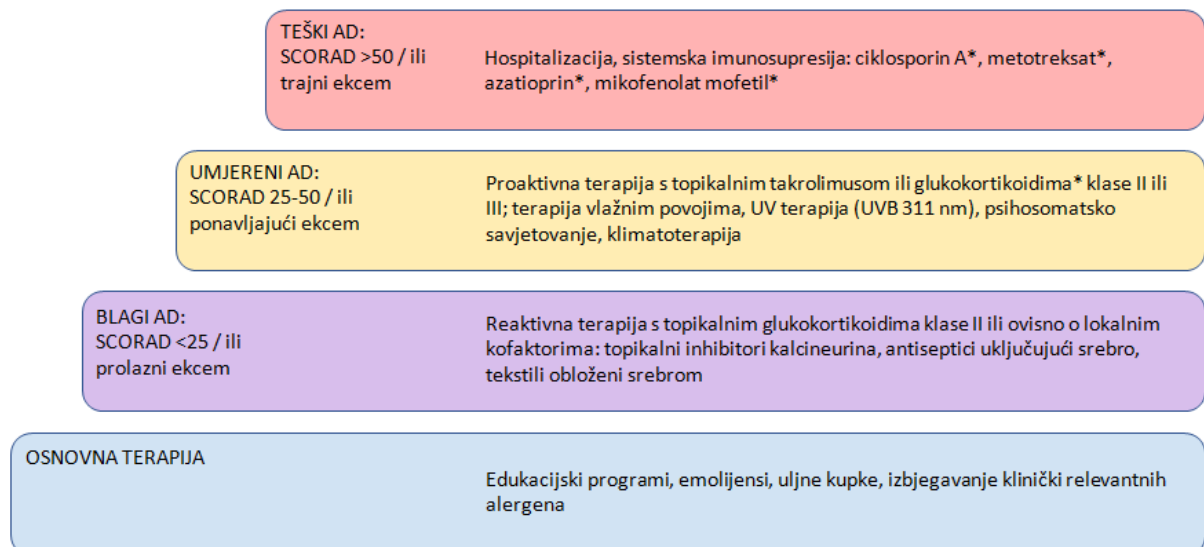 TEŠKI AD:
SCORAD >50 / ili
trajni ekcem
Hospitalizacija, sistemska imunosupresija: ciklosporin A*, metotreksat*,
azatioprin*, mikofenolat mofetil*
UMJERENI AD:
SCORAD 25-50 / ili
ponavljajući ekcem
Proaktivna terapija s topikalnim takrolimusom ili glukokortikoidima* klase II ili
III; terapija vlažnim povojima, UV terapija (UVB 311 nm), psihosomatsko
savjetovanje, klimatoterapija
BLAGI AD:
SCORAD <25 / ili
prolazni ekcem
Reaktivna terapija s topikalnim glukokortikoidima klase II ili ovisno o lokalnim
kofaktorima: topikalni inhibitori kalcineurina, antiseptici uključujući srebro,
tekstili obloženi srebrom
OSNOVNA TERAPIJA
Edukacijski programi, emolijensi, uljne kupke, izbjegavanje klinički relevantnih
alergena